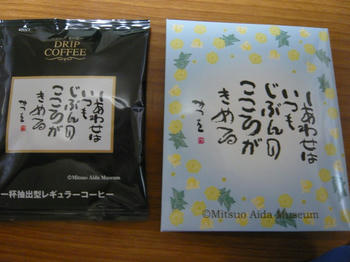 DRIP
COFFEE
しあわせは
いつも
じぶんの
こころが
きめる
みつを
©Mitsuo Aida Museum
一杯抽出型レギュラーコーヒー
しあわせは
いつも
じぶんの
こころが
きめる
みつを
©Mitsuo Aida Museum